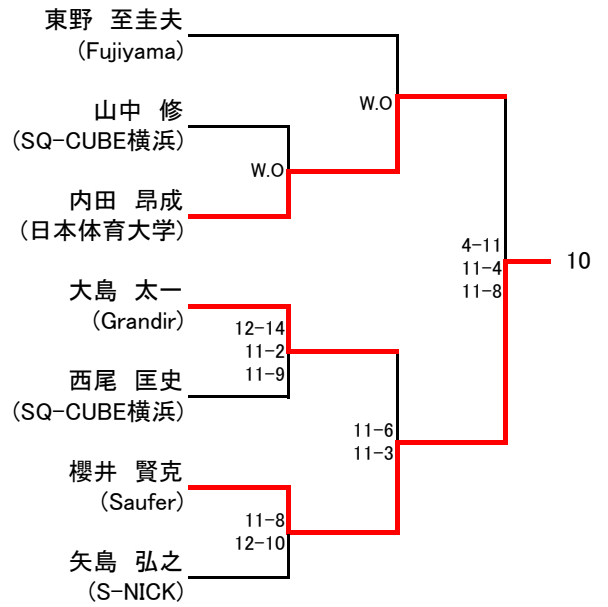 東野 至圭夫
(Fujiyama)
山中 修
(SQ-CUBE横浜)
内田 昂成
(日本体育大学)
大島 太一
(Grandir)
西尾 匡史
(SQ-CUBE横浜)
櫻井 賢克
(Saufer)
矢島 弘之
(S-NICK)
W.O
12-14
11-2
11-9
11-8
12-10
W.O
11-6
11-3
4-11
11-4
11-8
10